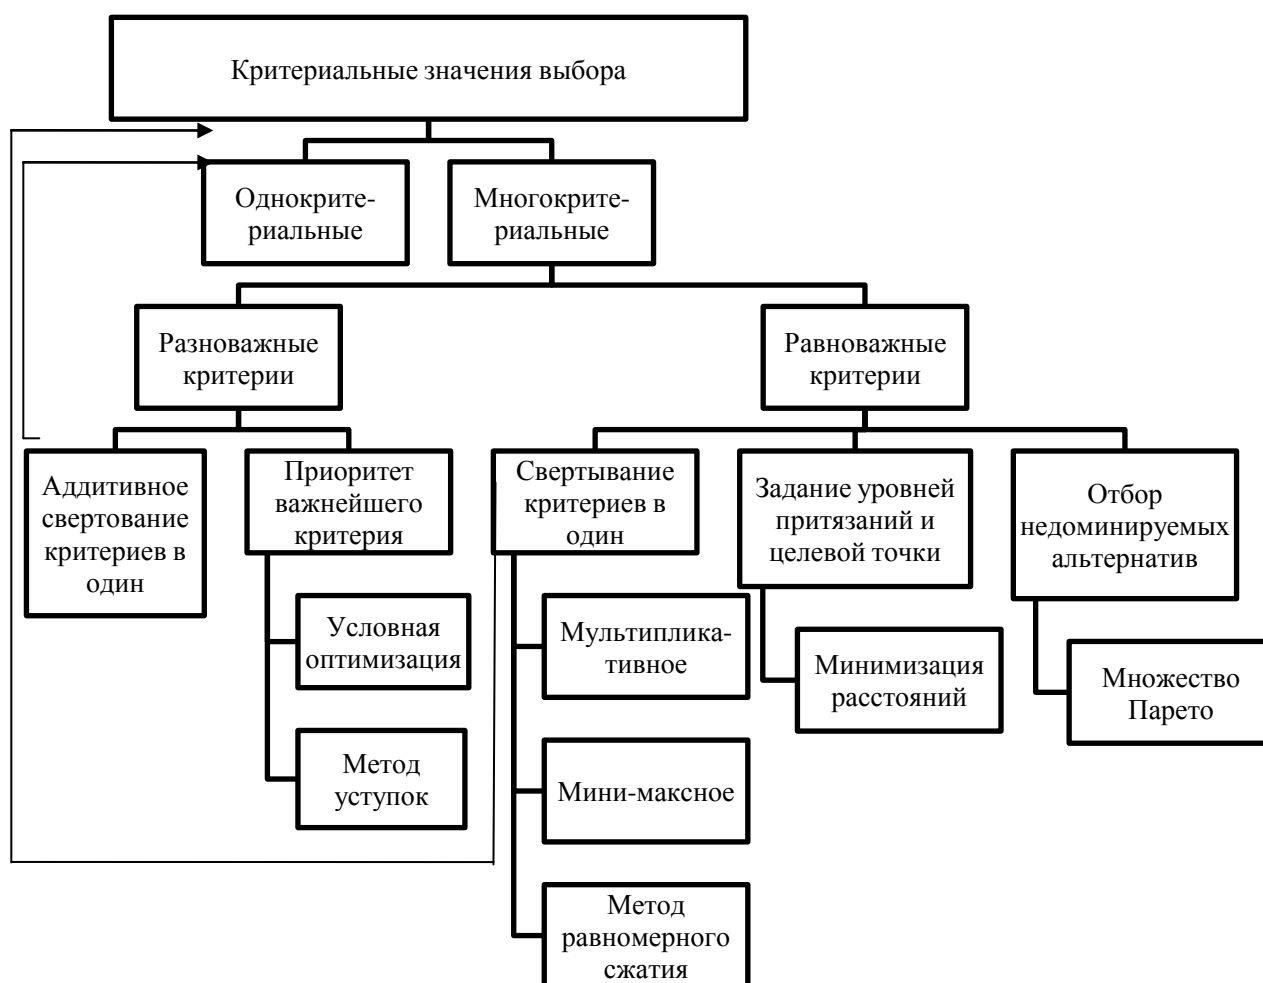 Критериальные значения выбора
Однокрите-
риальные
Многокрите-
риальные
Разноважные
критерии
Равноважные
критерии
Аддитивное
свертование
критериев в
один
Приоритет
важнейшего
критерия
Свертывание
критериев в
один
Задание уровней
притязаний и
целевой точки
Отбор
недоминируемых
альтернатив
Условная
оптимизация
Мультиплика-
тивное
Минимизация
расстояний
Множество
Парето
Метод
уступок
Мини-максное
Метод
равномерного
сжатия